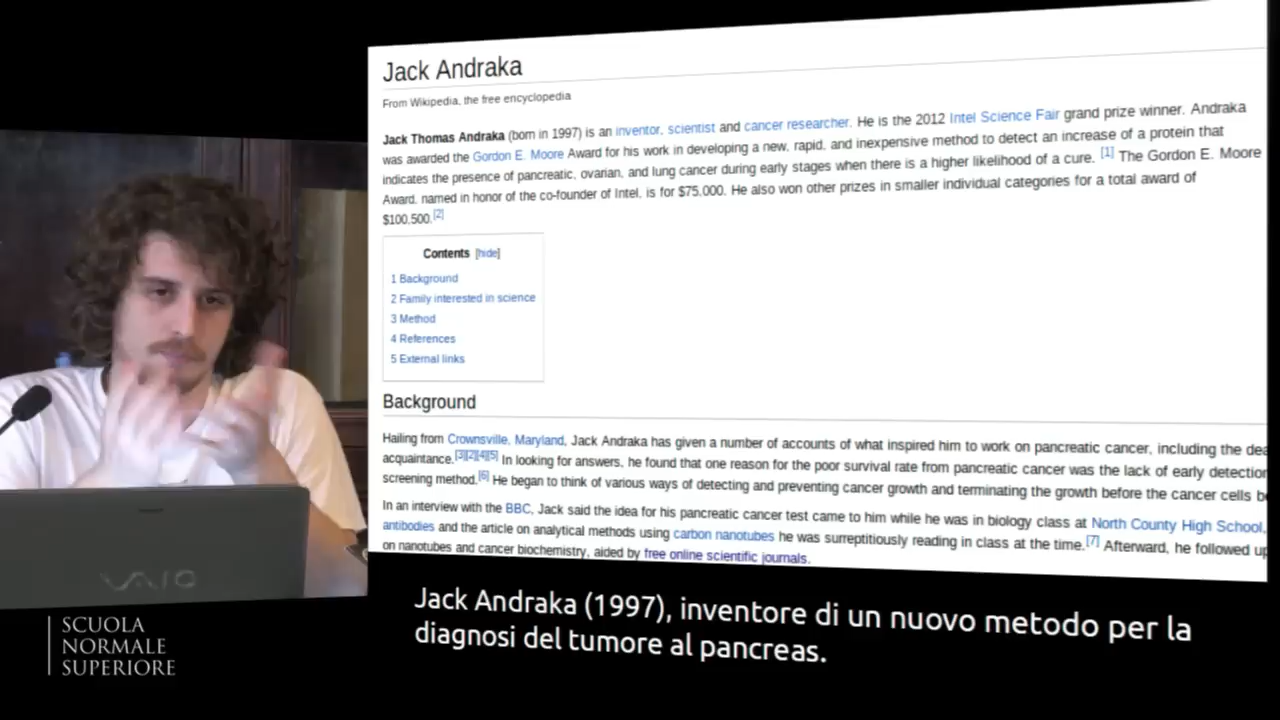 Jack Andraka
From Wikipedia, the free encyclopedia
Jack Thomas Andraka (born in 1997) is an inventor, scientist and cancer researcher. He is the 2012 Intel Science Fair grand prize winner. Andraka
was awarded the Gordon E. Moore Award for his work in developing a new, rapid, and inexpensive method to detect an increase of a protein that
indicates the presence of pancreatic, ovarian, and lung cancer during early stages when there is a higher likelihood of a cure. [1] The Gordon E. Moore
Award, named in honor of the co-founder of Intel, is for $75,000. He also won other prizes in smaller individual categories for a total award of
$100,500.[2]
Contents [hide]
1 Background
2 Family interested in science
3 Method
4 References
5 External links
Background
Hailing from Crownsville, Maryland, Jack Andraka has given a number of accounts of what inspired him to work on pancreatic cancer, including the dea
acquaintance.[3][2][4][5] In looking for answers, he found that one reason for the poor survival rate from pancreatic cancer was the lack of early detection
screening method.[6] He began to think of various ways of detecting and preventing cancer growth and terminating the growth before the cancer cells b
In an interview with the BBC, Jack said the idea for his pancreatic cancer test came to him while he was in biology class at North County High School,
antibodies and the article on analytical methods using carbon nanotubes he was surreptitiously reading in class at the time.[7] Afterward, he followed up
on nanotubes and cancer biochemistry, aided by free online scientific journals.
VAIO
SCUOLA
NORMALE
SUPERIORE
Jack Andraka (1997), inventore di un nuovo metodo per la
diagnosi del tumore al pancreas.